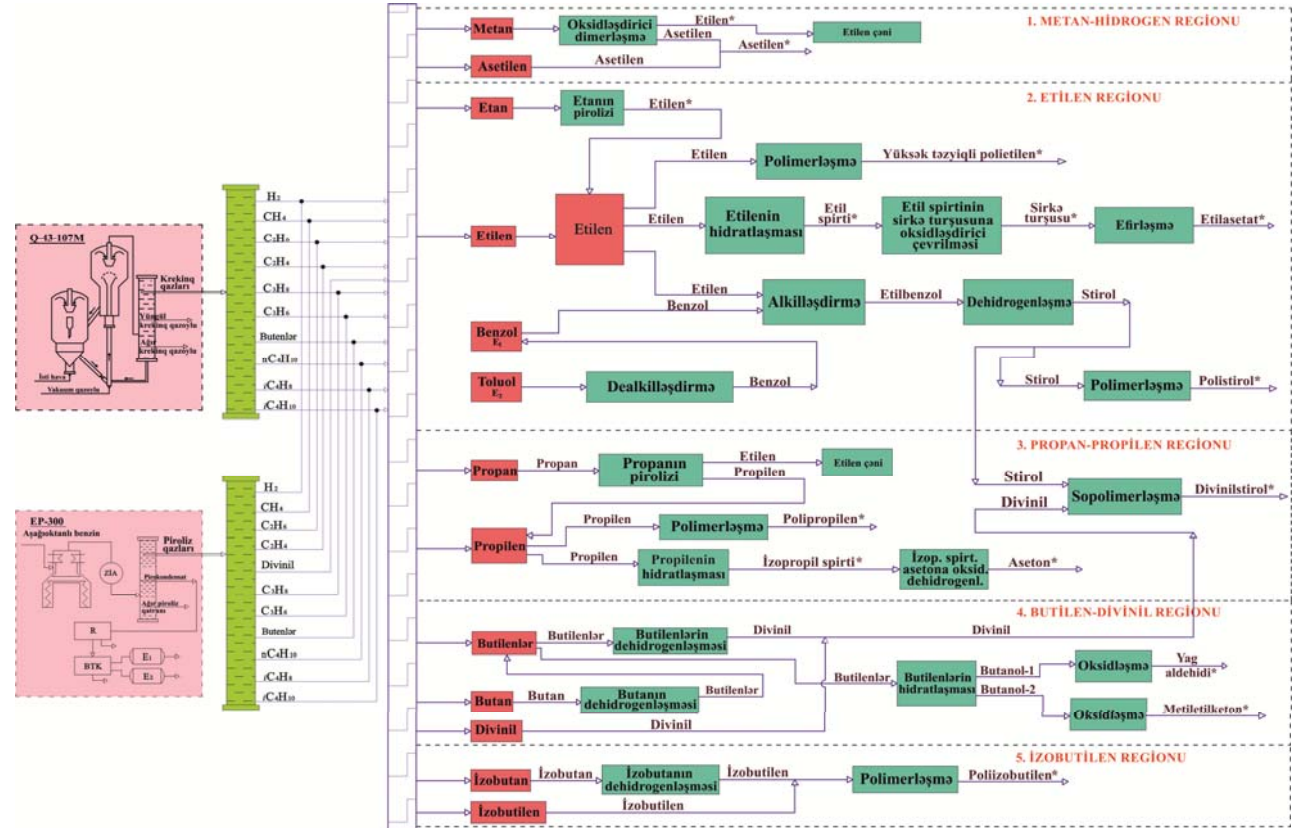 Q-43-107M
Krekinq
qazları
Yüngül
krekinq qazoylu
Ağır
krekinq qazoylu
İsti hava
Vakuum qazoylu
H₂
CH₄
C₂H₆
C₂H₄
C₃H₈
C₃H₆
Butenlər
nC₄H₁₀
iC₄H₈
iC₄H₁₀
EP-300
Aşağıoktanlı benzin
ZİA
Piroliz
qazları
Pirokondensat
Ağır piroliz
qatranı
R
BTK
E₁
E₂
H₂
CH₄
C₂H₆
C₂H₄
Divinil
C₃H₈
C₃H₆
Butenlər
nC₄H₁₀
iC₄H₈
iC₄H₁₀
1. METAN-HİDROGEN REGİONU
Metan
Oksidləşdirici
dimerləşmə
Etilen*
Asetilen
Etilen çəni
Asetilen*
Asetilen
Asetilen
2. ETİLEN REGİONU
Etan
Etanın
pirolizi
Etilen*
Etilen
Polimerləşmə
Yüksək təzyiqli polietilen*
Etilen
Etilen
Etilen
Etilenin
hidratlaşması
Etil
spirti*
Etil spirtinin
sirkə turşusuna
oksidləşdirici
çevrilməsi
Sirkə
turşusu*
Efirləşmə
Etilasetat*
Etilen
Benzol
Alkilləşdirmə
Etilbenzol
Dehidrogenləşmə
Stirol
Benzol
E₁
Toluol
E₂
Dealkilləşdirmə
Benzol
Stirol
Polimerləşmə
Polistirol*
3. PROPAN-PROPİLEN REGİONU
Propan
Propan
Propanın
pirolizi
Etilen
Propilen
Etilen çəni
Stirol
Divinil
Sopolimerləşmə
Divinilstirol*
Propilen
Propilen
Polimerləşmə
Polipropilen*
Propilen
Propilenin
hidratlaşması
İzopropil spirti*
İzop. spirt.
asetona oksid.
dehidrogenl.
Aseton*
4. BUTİLEN-DİVİNİL REGİONU
Butilenlər
Butilenlər
Butilenlərin
dehidrogenləşməsi
Divinil
Divinil
Butilenlər
Butilenlərin
hidratlaşması
Butanol-1
Butanol-2
Oksidləşmə
Yag
aldehidi*
Oksidləşmə
Metiletilketon*
Butan
Butan
Butanın
dehidrogenləşməsi
Butilenlər
Divinil
Divinil
5. İZOBUTİLEN REGİONU
İzobutan
İzobutan
İzobutanın
dehidrogenləşməsi
İzobutilen
Polimerləşmə
Poliizobutilen*
İzobutilen
İzobutilen